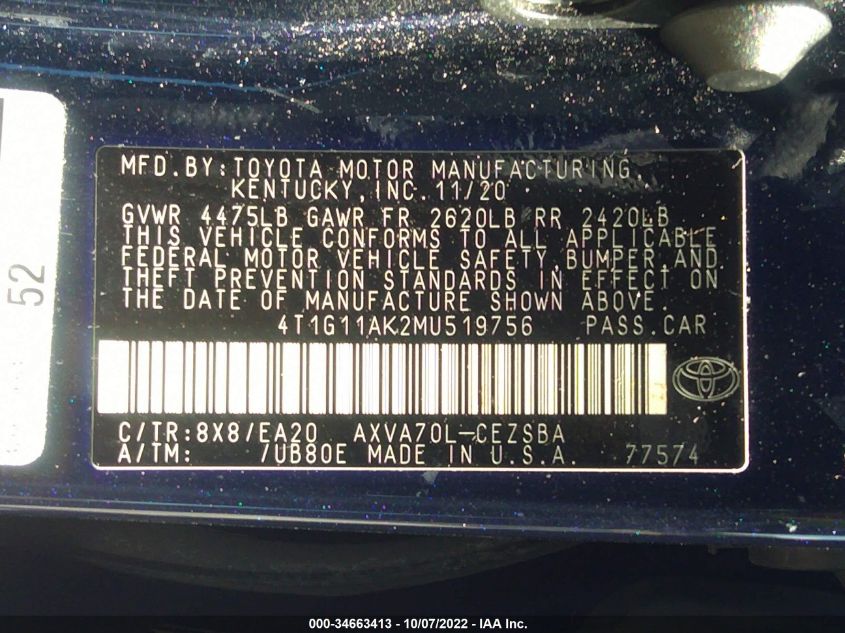 MFD.BY:TOYOTA MOTOR MANUFACTURING,
KENTUCKY,INC.11/20
GVWR 4475LB GAWR FR 2620LB RR 2420LB
THIS VEHICLE CONFORMS TO ALL APPLICABLE
FEDERAL MOTOR VEHICLE SAFETY,BUMPER,AND
THEFT PREVENTION STANDARDS IN EFFECT ON
THE DATE OF MANUFACTURE SHOWN ABOVE.
4T1G11AK2MU519756 PASS.CAR
C/TR:8X8/EA20 AXVA70L-CEZSBA
A/TM: /UB80E MADE IN U.S.A. 77574
52
000-34663413 - 10/07/2022 - IAA Inc.